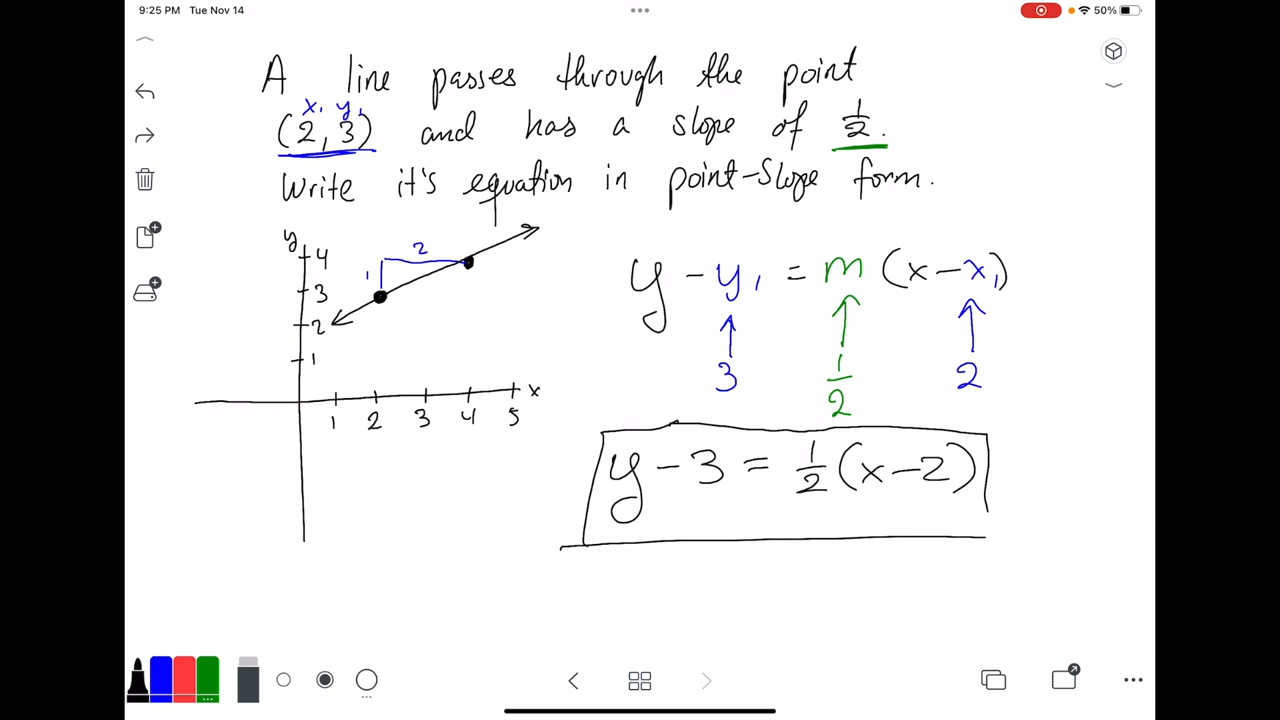 9:25 PM Tue Nov 14
50%
A line passes through the point
x₁ y₁
(2, 3) and has a slope of 1/2.
Write it's equation in point-slope form.
y
4
3
2
1
1 2 3 4 5 x
1 2
y - y₁ = m (x - x₁)
3 1/2 2
y - 3 = 1/2 (x - 2)